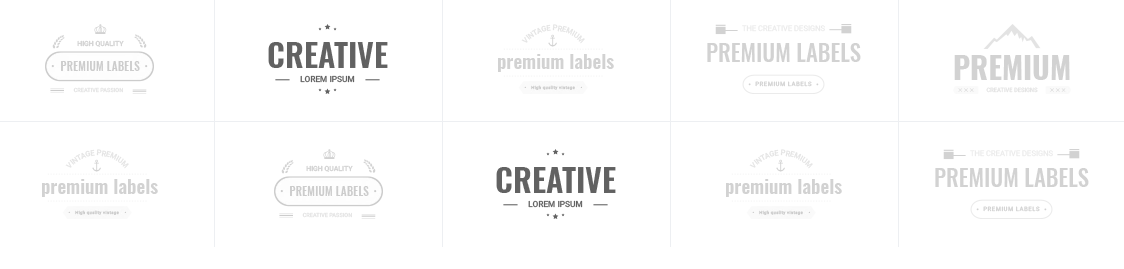 HIGH QUALITY
PREMIUM LABELS
CREATIVE PASSION
CREATIVE
LOREM IPSUM
VINTAGE PREMIUM
premium labels
High quality vintage
THE CREATIVE DESIGNS
PREMIUM LABELS
PREMIUM LABELS
PREMIUM
XXX CREATIVE DESIGNS XXX
VINTAGE PREMIUM
premium labels
High quality vintage
HIGH QUALITY
PREMIUM LABELS
CREATIVE PASSION
CREATIVE
LOREM IPSUM
VINTAGE PREMIUM
premium labels
High quality vintage
THE CREATIVE DESIGNS
PREMIUM LABELS
PREMIUM LABELS